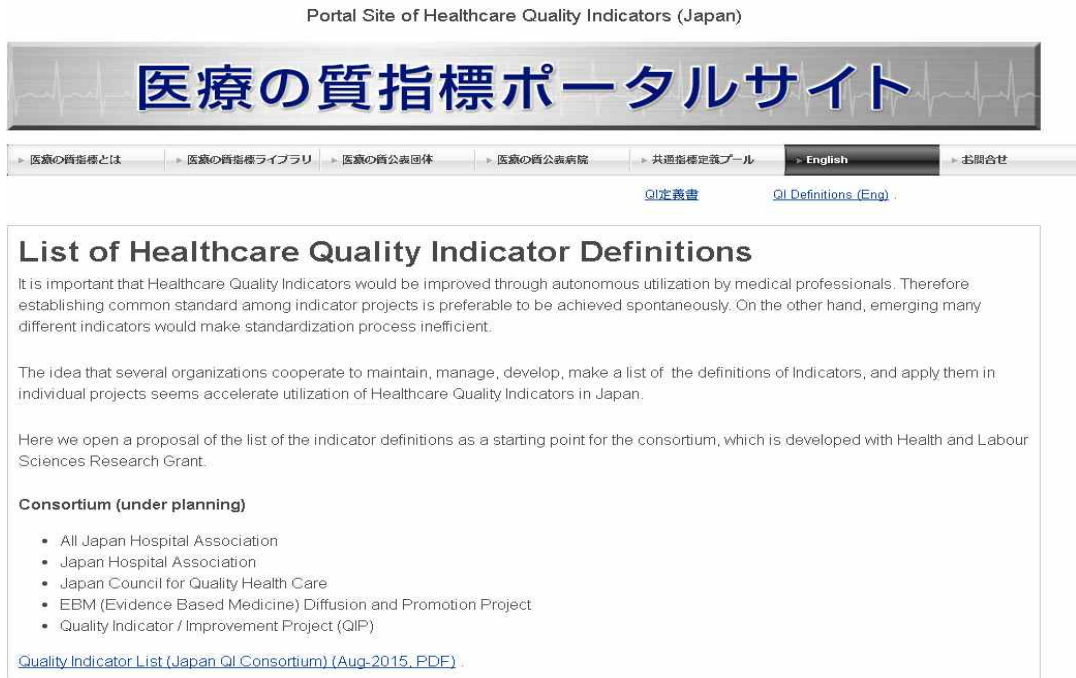 Portal Site of Healthcare Quality Indicators (Japan)
医療の質指標ポータルサイト
医療の質指標とは 医療の質指標ライブラリ 医療の質公表団体 医療の質公表病院 共通指標定義プール English お問合せ
QI定義書 QI Definitions (Eng) .
List of Healthcare Quality Indicator Definitions
It is important that Healthcare Quality Indicators would be improved through autonomous utilization by medical professionals. Therefore
establishing common standard among indicator projects is preferable to be achieved spontaneously. On the other hand, emerging many
different indicators would make standardization process inefficient.
The idea that several organizations cooperate to maintain, manage, develop, make a list of the definitions of Indicators, and apply them in
individual projects seems accelerate utilization of Healthcare Quality Indicators in Japan.
Here we open a proposal of the list of the indicator definitions as a starting point for the consortium, which is developed with Health and Labour
Sciences Research Grant.
Consortium (under planning)
• All Japan Hospital Association
• Japan Hospital Association
• Japan Council for Quality Health Care
• EBM (Evidence Based Medicine) Diffusion and Promotion Project
• Quality Indicator / Improvement Project (QIP)
Quality Indicator List (Japan QI Consortium) (Aug-2015, PDF) .